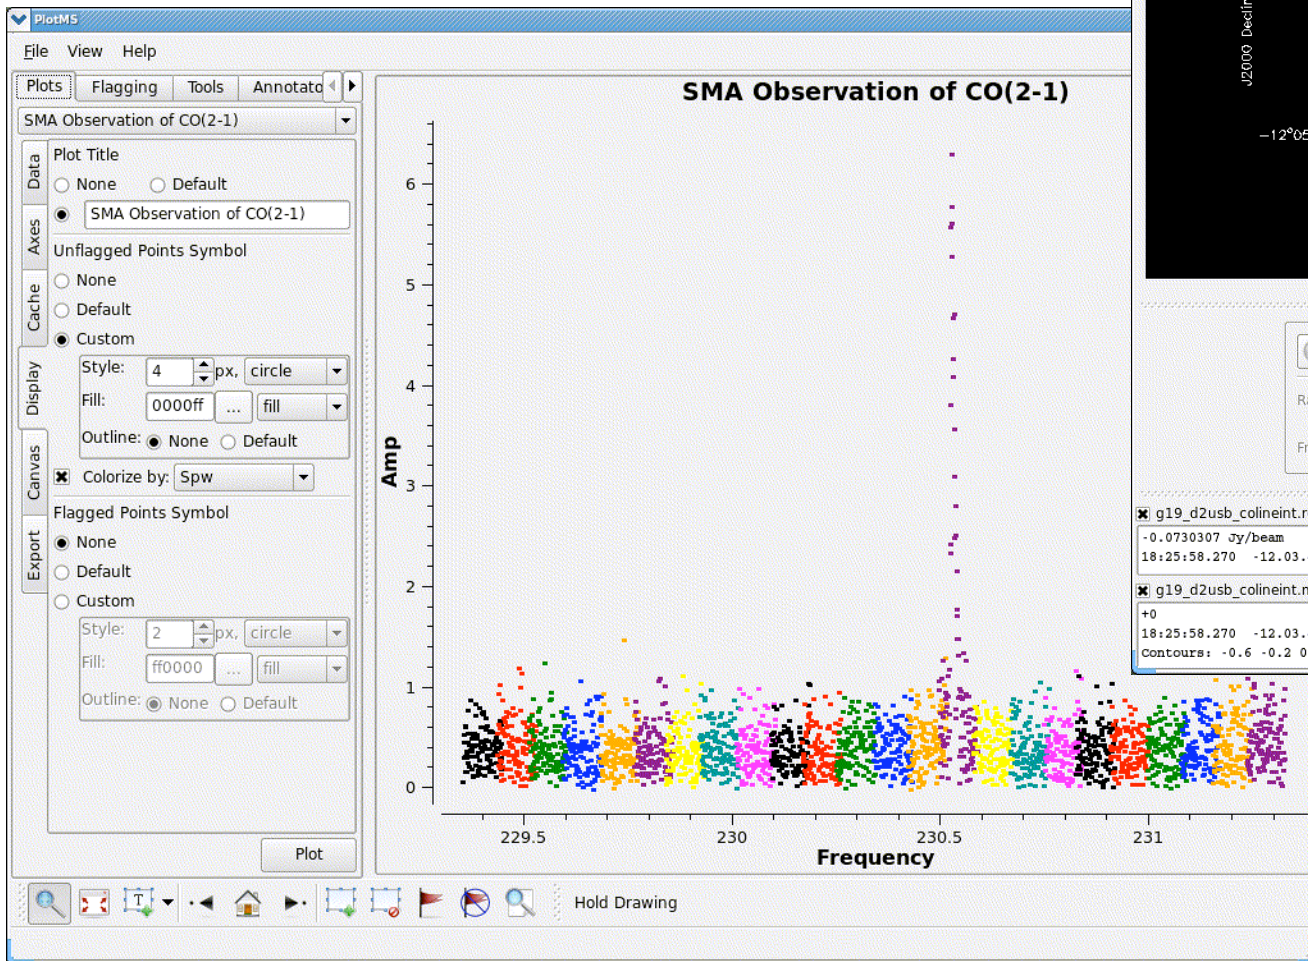 PlotMS
File View Help
Plots Flagging Tools Annotato
SMA Observation of CO(2-1)
Data
Axes
Cache
Display
Canvas
Export
Plot Title
None Default
SMA Observation of CO(2-1)
Unflagged Points Symbol
None
Default
Custom
Style: 4 px, circle
Fill: 0000ff ... fill
Outline: None Default
Colorize by: Spw
Flagged Points Symbol
None
Default
Custom
Style: 2 px, circle
Fill: ff0000 ... fill
Outline: None Default
Plot
SMA Observation of CO(2-1)
Amp
6
5
4
3
2
1
0
229.5 230 230.5 231
Frequency
T
Hold Drawing
J2000 Declin
-12°05
Ra
Fr
g19_d2usb_colineint.r
-0.0730307 Jy/beam
18:25:58.270 -12.03.
g19_d2usb_colineint.m
+0
18:25:58.270 -12.03.
Contours: -0.6 -0.2 0